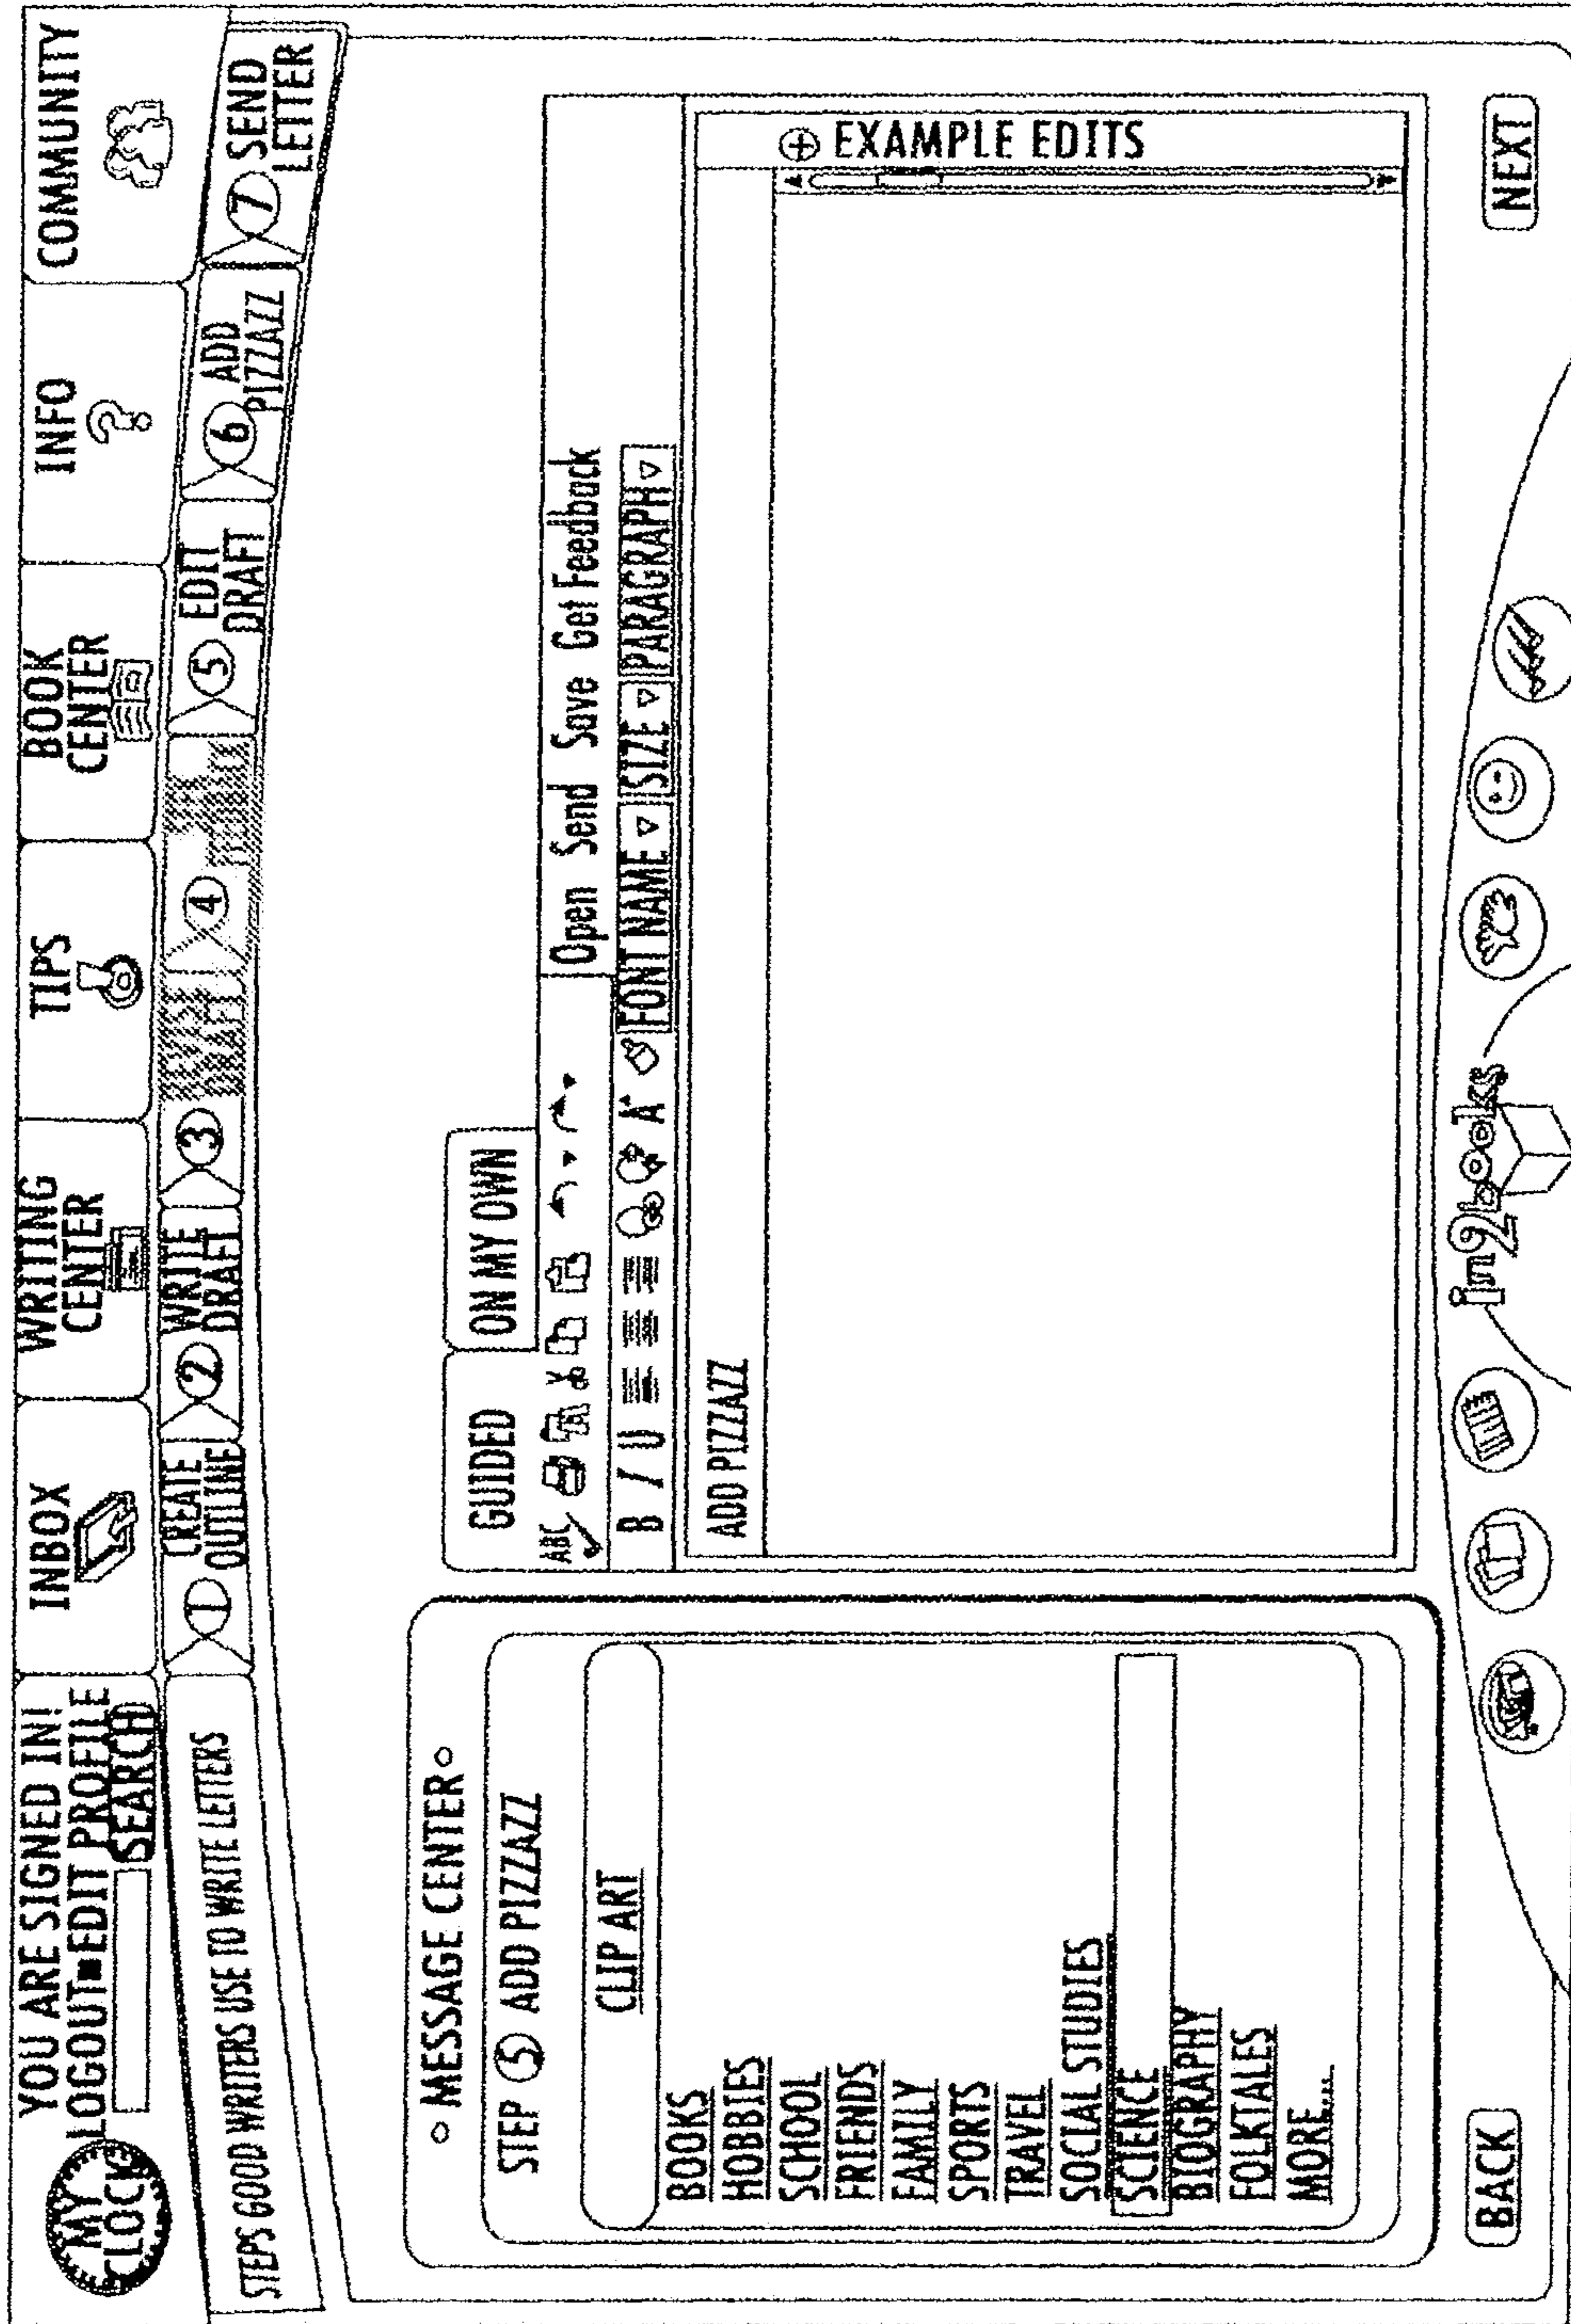 YOU ARE SIGNED IN!
LOGOUT■EDIT PROFILE
SEARCH
MY
CLOCK
INBOX
WRITING
CENTER
TIPS
BOOK
CENTER
INFO
?
COMMUNITY
STEPS GOOD WRITERS USE TO WRITE LETTERS
1 CREATE
OUTLINE
2 WRITE
DRAFT
3 REVISE
DRAFT
4
5 EDIT
DRAFT
6 ADD
PIZZAZZ
7 SEND
LETTER
MESSAGE CENTER
STEP 5 ADD PIZZAZZ
CLIP ART
BOOKS
HOBBIES
SCHOOL
FRIENDS
FAMILY
SPORTS
TRAVEL
SOCIAL STUDIES
SCIENCE
BIOGRAPHY
FOLKTALES
MORE...
GUIDED
ON MY OWN
ABC
Open Send Save Get Feedback
B I U A FONT NAME SIZE PARAGRAPH
ADD PIZZAZZ
EXAMPLE EDITS
BACK
in2books
NEXT